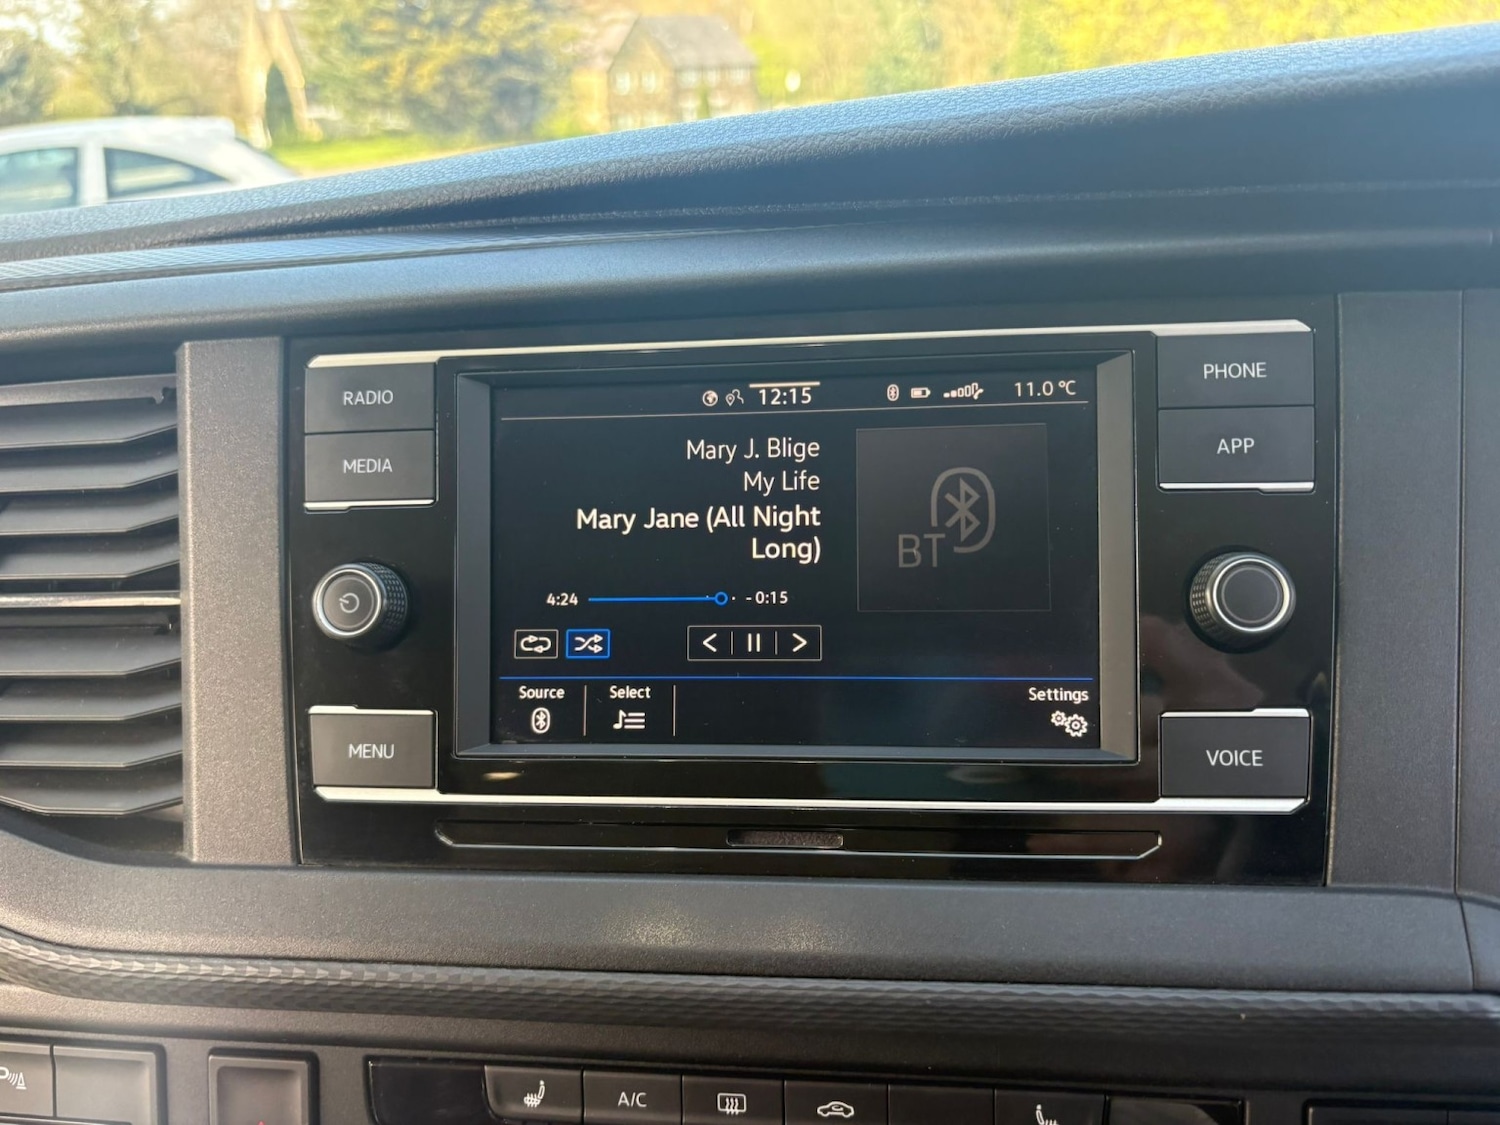 RADIO
MEDIA
MENU
12:15
11.0 °C
Mary J. Blige
My Life
Mary Jane (All Night
Long)
4:24
-0:15
BT
Source
Select
Settings
PHONE
APP
VOICE
A/C